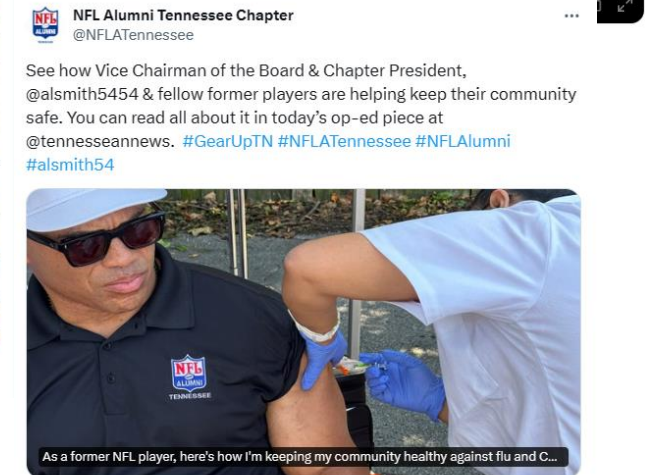 NFL Alumni Tennessee Chapter
@NFLATennessee
See how Vice Chairman of the Board & Chapter President,
@alsmith5454 & fellow former players are helping keep their community
safe. You can read all about it in today's op-ed piece at
@tennesseannews. #GearUpTN #NFLATennessee #NFLAlumni
#alsmith54
NFL
ALUMNI
TENNESSEE
As a former NFL player, here's how I'm keeping my community healthy against flu and C...